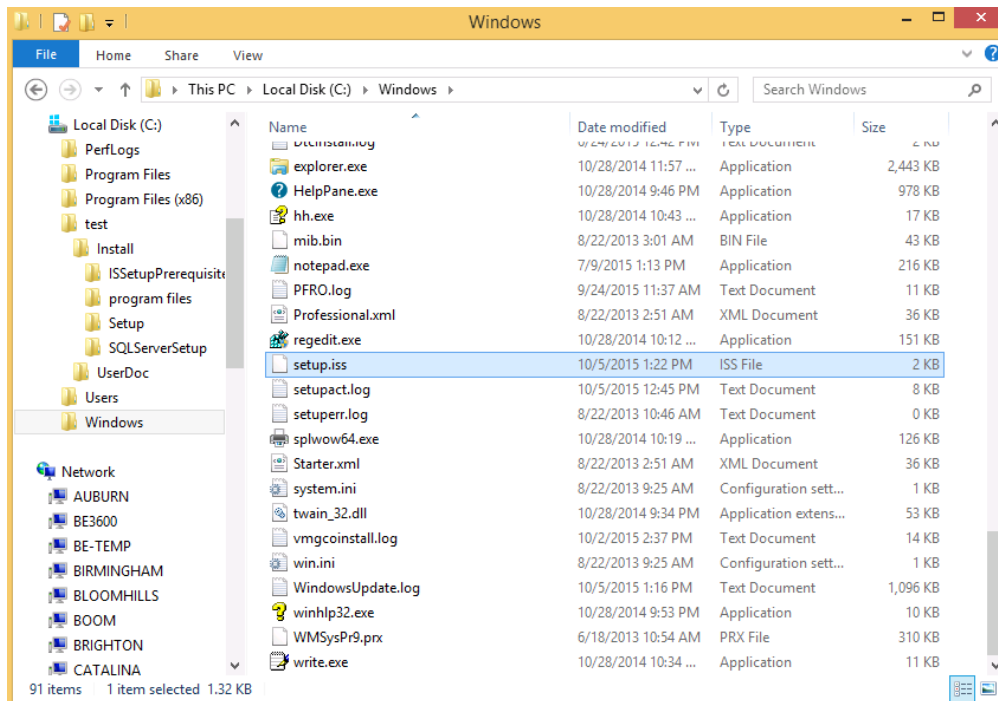 Windows
File Home Share View
This PC Local Disk (C:) Windows Search Windows
Local Disk (C:)
PerfLogs
Program Files
Program Files (x86)
test
Install
ISSetupPrerequisite
program files
Setup
SQLServerSetup
UserDoc
Users
Windows
Network
AUBURN
BE3600
BE-TEMP
BIRMINGHAM
BLOOMHILLS
BOOM
BRIGHTON
CATALINA
Name Date modified Type Size
DtcInstall.log 8/24/2015 12:42 PM Text Document 2 KB
explorer.exe 10/28/2014 11:57 ... Application 2,443 KB
HelpPane.exe 10/28/2014 9:46 PM Application 978 KB
hh.exe 10/28/2014 10:43 ... Application 17 KB
mib.bin 8/22/2013 3:01 AM BIN File 43 KB
notepad.exe 7/9/2015 1:13 PM Application 216 KB
PFRO.log 9/24/2015 11:37 AM Text Document 11 KB
Professional.xml 8/22/2013 2:51 AM XML Document 36 KB
regedit.exe 10/28/2014 10:12 ... Application 151 KB
setup.iss 10/5/2015 1:22 PM ISS File 2 KB
setupact.log 10/5/2015 12:45 PM Text Document 8 KB
setuperr.log 8/22/2013 10:46 AM Text Document 0 KB
splwow64.exe 10/28/2014 10:19 ... Application 126 KB
Starter.xml 8/22/2013 2:51 AM XML Document 36 KB
system.ini 8/22/2013 9:25 AM Configuration sett... 1 KB
twain_32.dll 10/28/2014 9:34 PM Application extens... 53 KB
vmgcoinstall.log 10/2/2015 2:37 PM Text Document 14 KB
win.ini 8/22/2013 9:25 AM Configuration sett... 1 KB
WindowsUpdate.log 10/5/2015 1:16 PM Text Document 1,096 KB
winhlp32.exe 10/28/2014 9:53 PM Application 10 KB
WMSysPr9.prx 6/18/2013 10:54 AM PRX File 310 KB
write.exe 10/28/2014 10:34 ... Application 11 KB
91 items 1 item selected 1.32 KB